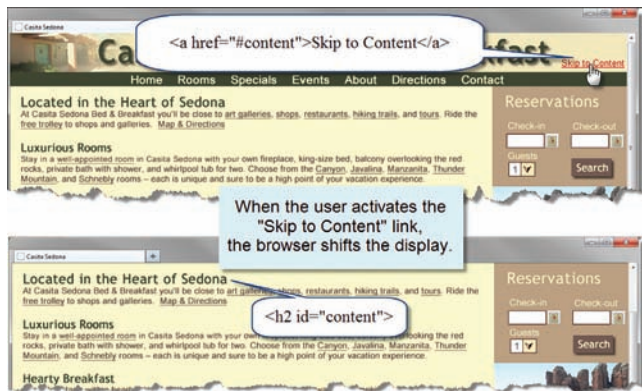 Casita Sedona
<a href="#content">Skip to Content</a>
Ca
kfast
Skip to Content
Home Rooms Specials Events About Directions Contact
Located in the Heart of Sedona
At Casita Sedona Bed & Breakfast you'll be close to art galleries, shops, restaurants, hiking trails, and tours. Ride the
free trolley to shops and galleries. Map & Directions
Luxurious Rooms
Stay in a well-appointed room in Casita Sedona with your own fireplace, king-size bed, balcony overlooking the red
rocks, private bath with shower, and whirlpool tub for two. Choose from the Canyon, Javalina, Manzanita, Thunder
Mountain, and Schnebly rooms – each is unique and sure to be a high point of your vacation experience.
Reservations
Check-in Check-out
Guests
1
Search
When the user activates the
"Skip to Content" link,
the browser shifts the display.
Casita Sedona
Located in the Heart of Sedona
At Casita Sedona Bed & Breakfast you'll be close to art galleries, shops, restaurants, hiking trails, and tours. Ride the
free trolley to shops and galleries. Map & Directions
<h2 id="content">
Luxurious Rooms
Stay in a well-appointed room in Casita Sedona with your own overlooking the red
rocks, private bath with shower, and whirlpool tub for two. Choose from the Canyon, Javalina, Manzanita, Thunder
Mountain, and Schnebly rooms – each is unique and sure to be a high point of your vacation experience.
Hearty Breakfast
Reservations
Check-in Check-out
Guests
1
Search